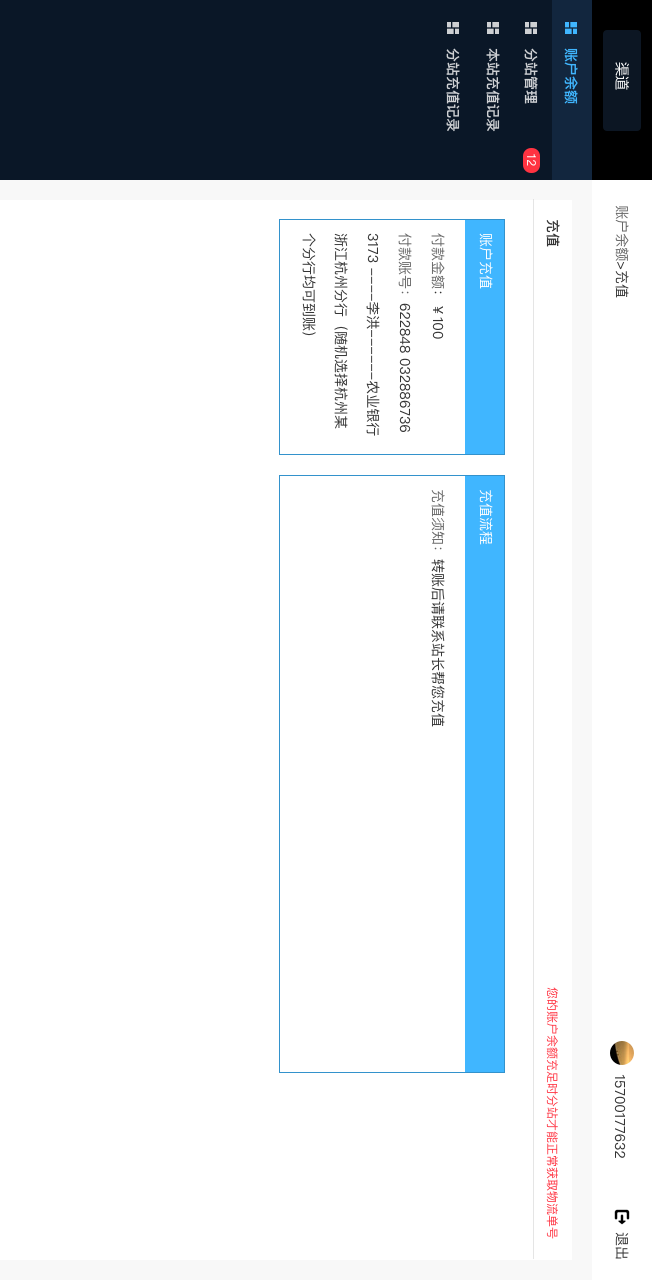 渠道
账户余额
分站管理
12
本站充值记录
分站充值记录
账户余额>充值
15700177632
退出
充值
您的账户余额充足时分站才能正常获取物流单号
账户充值
付款金额：￥100
付款账号：622848 032886736
3173 ----李洪------农业银行
浙江杭州分行（随机选择杭州某
个分行均可到账）
充值流程
充值须知：转账后请联系站长帮您充值